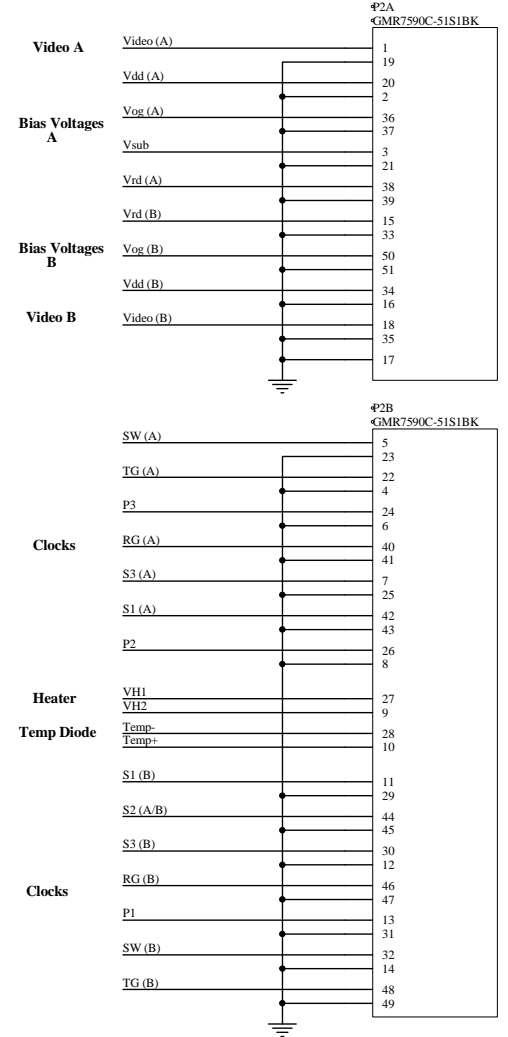 P2A
GMR7590C-51S1BK
Video A
Video (A)
1
19
Vdd (A)
20
2
Bias Voltages
A
Vog (A)
36
37
Vsub
3
21
Vrd (A)
38
39
Vrd (B)
15
33
Bias Voltages
B
Vog (B)
50
51
Vdd (B)
34
16
Video B
Video (B)
18
35
17
P2B
GMR7590C-51S1BK
SW (A)
5
23
TG (A)
22
4
P3
24
6
Clocks
RG (A)
40
41
S3 (A)
7
25
S1 (A)
42
43
P2
26
8
Heater
VH1
27
VH2
9
Temp Diode
Temp-
28
Temp+
10
S1 (B)
11
29
S2 (A/B)
44
45
S3 (B)
30
12
Clocks
RG (B)
46
47
P1
13
31
SW (B)
32
14
TG (B)
48
49